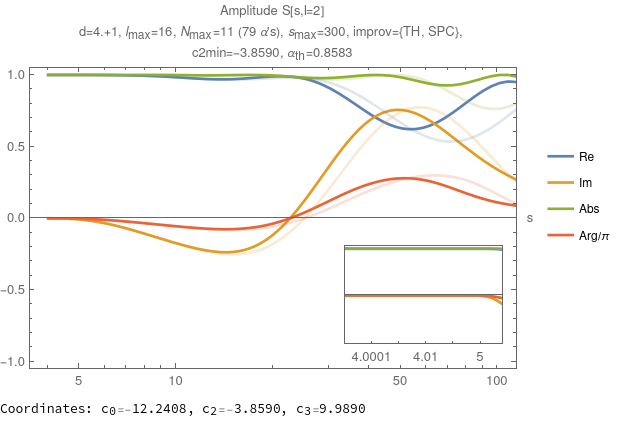 Amplitude S[s,l=2]
d=4.+1, lmax=16, Nmax=11 (79 α's), smax=300, improv={TH, SPC},
c2min=-3.8590, αth=0.8583
1.0
0.5
0.0
-0.5
-1.0
s
Re
Im
Abs
Arg/π
4.0001 4.01 5
5 10 50 100
Coordinates: c0=-12.2408, c2=-3.8590, c3=9.9890